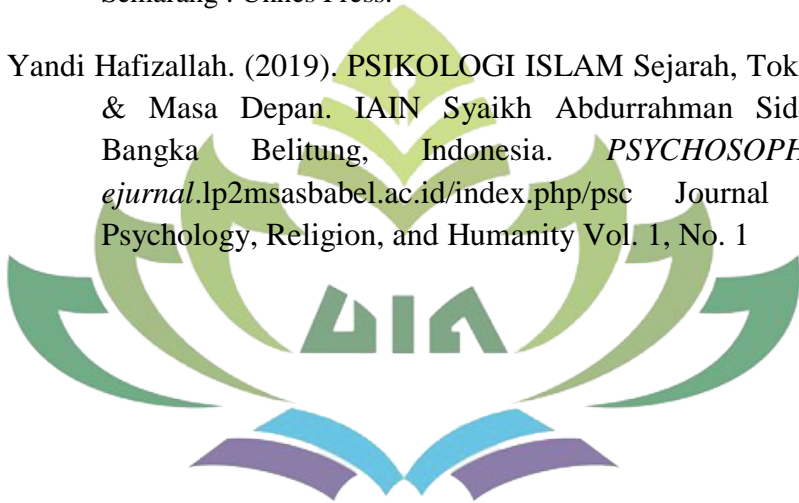 Semarang : Unnes Press.
Yandi Hafizallah. (2019). PSIKOLOGI ISLAM Sejarah, Tok
& Masa Depan. IAIN Syaikh Abdurrahman Sid
Bangka Belitung, Indonesia. PSYCHOSOPH
ejurnal.lp2msasbabel.ac.id/index.php/psc Journal
Psychology, Religion, and Humanity Vol. 1, No. 1
UIN